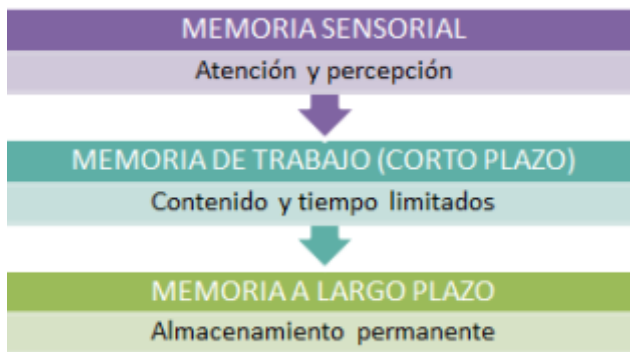 MEMORIA SENSORIAL
Atención y percepción
MEMORIA DE TRABAJO (CORTO PLAZO)
Contenido y tiempo limitados
MEMORIA A LARGO PLAZO
Almacenamiento permanente